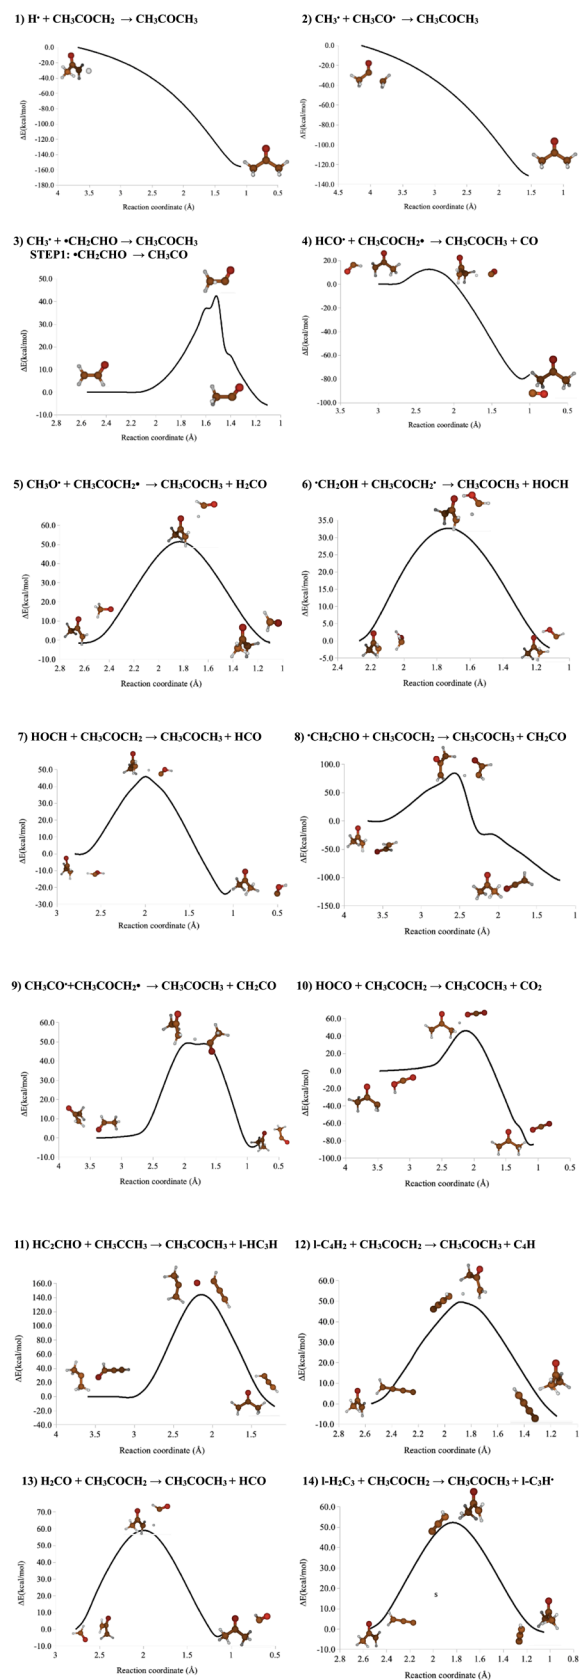 1) H• + CH3COCH2 → CH3COCH3
0.0
-20.0
-40.0
-60.0
-80.0
-100.0
-120.0
-140.0
-160.0
-180.0
ΔE(kcal/mol)
4 3.5 3 2.5 2 1.5 1 0.5
Reaction coordinate (Å)
2) CH3• + CH3CO• → CH3COCH3
0.0
-20.0
-40.0
-60.0
-80.0
-100.0
-120.0
-140.0
ΔE(kcal/mol)
4.5 4 3.5 3 2.5 2 1.5 1
Reaction coordinate (Å)
3) CH3• + •CH2CHO → CH3COCH3
STEP1: •CH2CHO → CH3CO
50.0
40.0
30.0
20.0
10.0
0.0
-10.0
ΔE(kcal/mol)
2.8 2.6 2.4 2.2 2 1.8 1.6 1.4 1.2 1
Reaction coordinate (Å)
4) HCO• + CH3COCH2• → CH3COCH3 + CO
20.0
0.0
-20.0
-40.0
-60.0
-80.0
-100.0
ΔE(kcal/mol)
3.5 3 2.5 2 1.5 1 0.5
Reaction coordinate (Å)
5) CH3O• + CH3COCH2• → CH3COCH3 + H2CO
60.0
50.0
40.0
30.0
20.0
10.0
0.0
-10.0
ΔE(kcal/mol)
2.8 2.6 2.4 2.2 2 1.8 1.6 1.4 1.2 1
Reaction coordinate (Å)
6) •CH2OH + CH3COCH2• → CH3COCH3 + HOCH
35.0
30.0
25.0
20.0
15.0
10.0
5.0
0.0
-5.0
ΔE(kcal/mol)
2.2 2 1.8 1.6 1.4 1.2 1
Reaction coordinate (Å)
7) HOCH + CH3COCH2 → CH3COCH3 + HCO
50.0
40.0
30.0
20.0
10.0
0.0
-10.0
-20.0
-30.0
ΔE(kcal/mol)
3 2.5 2 1.5 1 0.5
Reaction coordinate (Å)
8) •CH2CHO + CH3COCH2 → CH3COCH3 + CH2CO
100.0
50.0
0.0
-50.0
-100.0
-150.0
ΔE(kcal/mol)
4 3.5 3 2.5 2 1.5 1
Reaction coordinate (Å)
9) CH3CO•+CH3COCH2• → CH3COCH3 + CH2CO
60.0
50.0
40.0
30.0
20.0
10.0
0.0
-10.0
ΔE(kcal/mol)
4 3.5 3 2.5 2 1.5 1 0.5
Reaction coordinate (Å)
10) HOCO + CH3COCH2 → CH3COCH3 + CO2
60.0
40.0
20.0
0.0
-20.0
-40.0
-60.0
-80.0
-100.0
ΔE(kcal/mol)
4 3.5 3 2.5 2 1.5 1 0.5
Reaction coordinate (Å)
11) HC2CHO + CH3CCH3 → CH3COCH3 + l-HC3H
160.0
140.0
120.0
100.0
80.0
60.0
40.0
20.0
0.0
-20.0
-40.0
ΔE(kcal/mol)
4 3.5 3 2.5 2 1.5
Reaction coordinate (Å)
12) l-C4H2 + CH3COCH2 → CH3COCH3 + C4H
60.0
50.0
40.0
30.0
20.0
10.0
0.0
-10.0
ΔE(kcal/mol)
2.8 2.6 2.4 2.2 2 1.8 1.6 1.4 1.2 1
Reaction coordinate (Å)
13) H2CO + CH3COCH2 → CH3COCH3 + HCO
70.0
60.0
50.0
40.0
30.0
20.0
10.0
0.0
-10.0
ΔE(kcal/mol)
3 2.5 2 1.5 1 0.5
Reaction coordinate (Å)
14) l-H2C3 + CH3COCH2 → CH3COCH3 + l-C3H•
60.0
50.0
40.0
30.0
20.0
10.0
0.0
-10.0
ΔE(kcal/mol)
s
2.8 2.6 2.4 2.2 2 1.8 1.6 1.4 1.2 1 0.8
Reaction coordinate (Å)